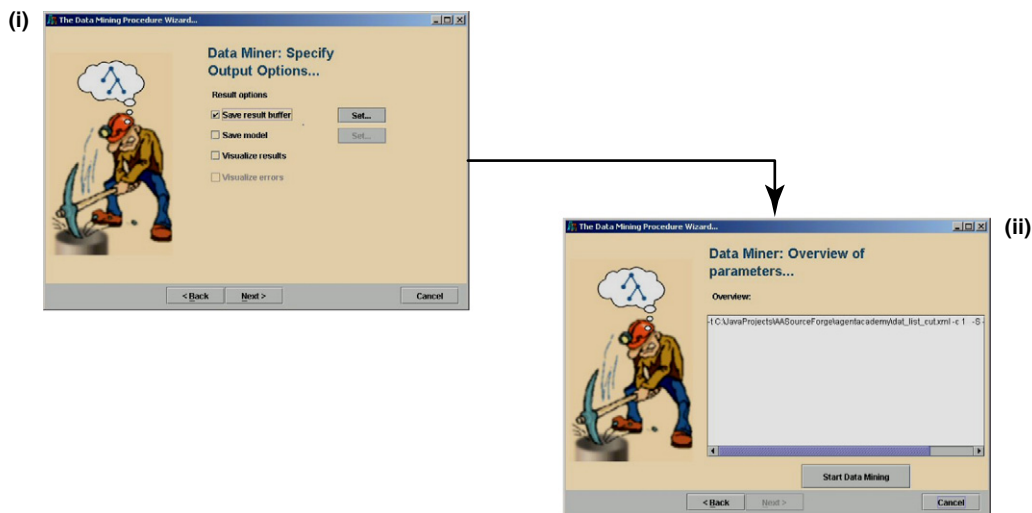 (i)
The Data Mining Procedure Wizard...
Data Miner: Specify
Output Options...
Result options
Save result buffer
Set...
Save model
Set...
Visualize results
Visualize errors
< Back
Next >
Cancel
(ii)
The Data Mining Procedure Wizard...
Data Miner: Overview of
parameters...
Overview:
-t C:\JavaProjects\AASourceForge\agentacademy\dat_list_cut.xml -c 1 -S -
Start Data Mining
< Back
Next >
Cancel